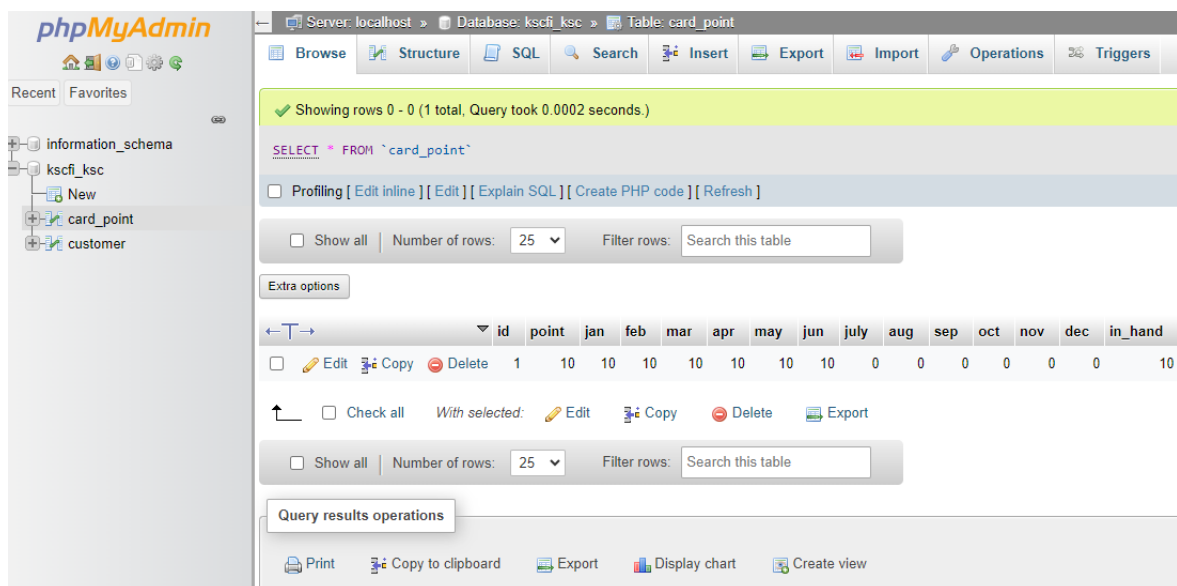 phpMyAdmin
Recent Favorites
information_schema
kscfi_ksc
New
card_point
customer
Server: localhost » Database: kscfi_ksc » Table: card_point
Browse Structure SQL Search Insert Export Import Operations Triggers
Showing rows 0 - 0 (1 total, Query took 0.0002 seconds.)
SELECT * FROM `card_point`
Profiling [ Edit inline ] [ Edit ] [ Explain SQL ] [ Create PHP code ] [ Refresh ]
Show all | Number of rows: 25 Filter rows: Search this table
Extra options
←T→ id point jan feb mar apr may jun july aug sep oct nov dec in_hand
Edit Copy Delete 1 10 10 10 10 10 10 10 0 0 0 0 0 0 10
Check all With selected: Edit Copy Delete Export
Show all | Number of rows: 25 Filter rows: Search this table
Query results operations
Print Copy to clipboard Export Display chart Create view